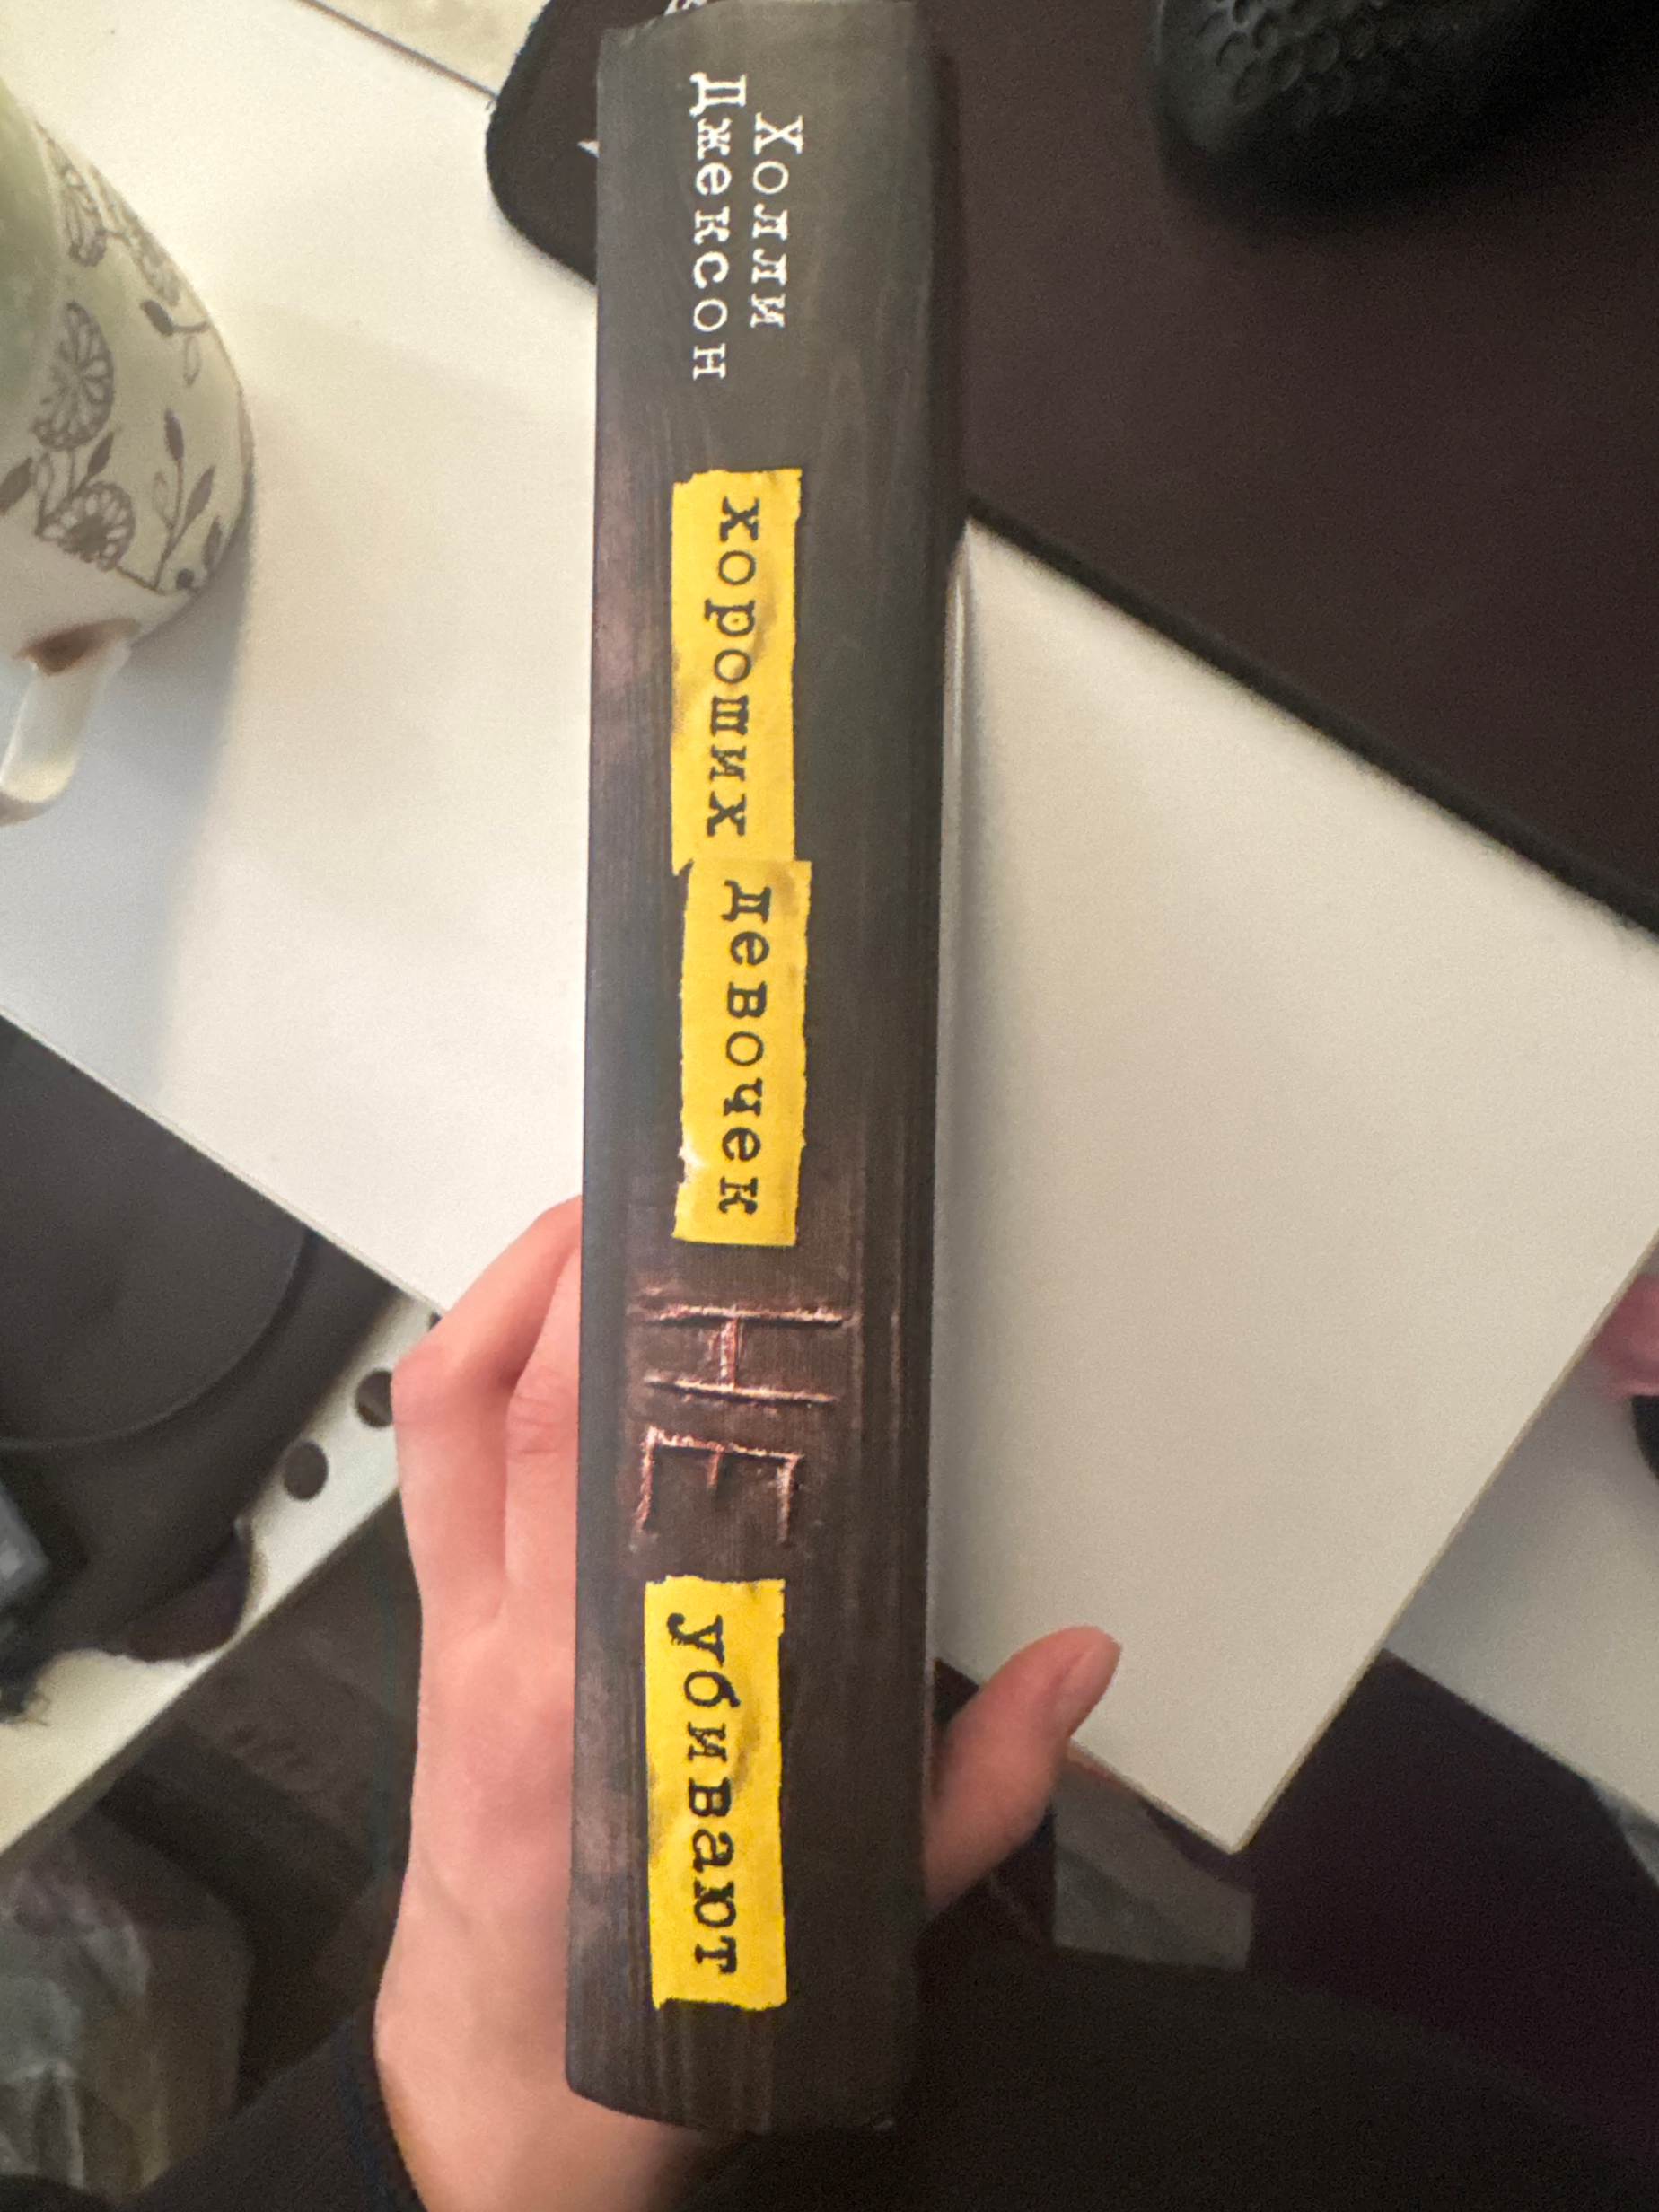 Холли
Джексон
хороших девочек НЕ убивают